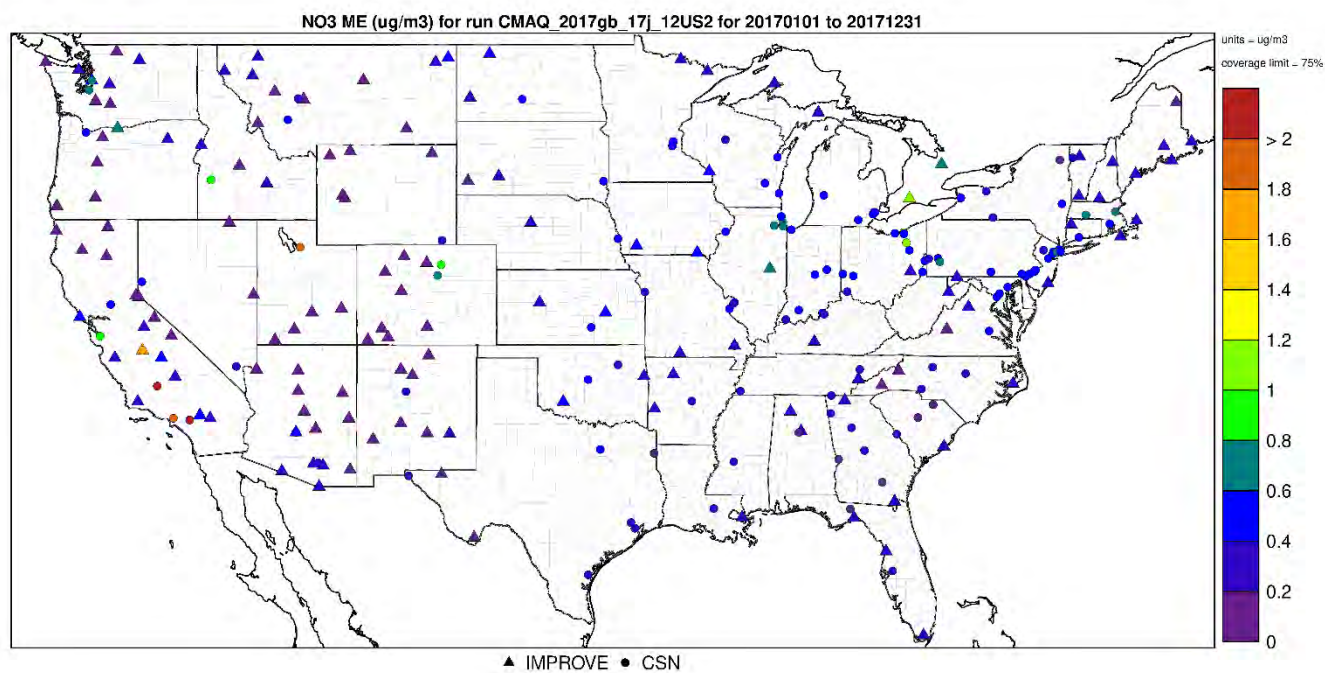 NO3 ME (ug/m3) for run CMAQ_2017gb_17j_12US2 for 20170101 to 20171231
units = ug/m3
coverage limit = 75%
> 2
1.8
1.6
1.4
1.2
1
0.8
0.6
0.4
0.2
0
▲ IMPROVE ● CSN